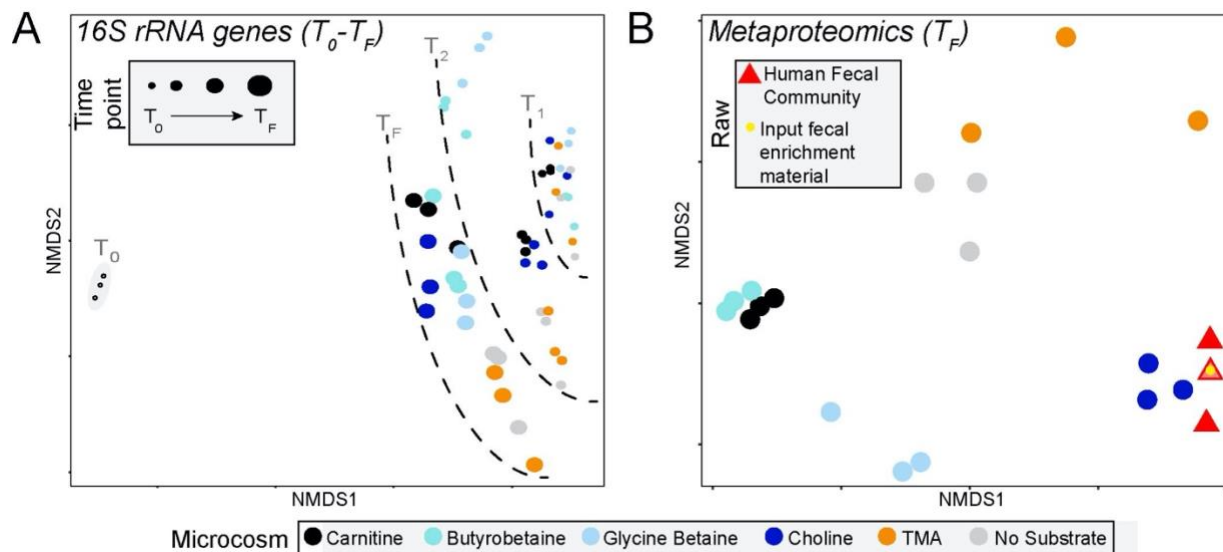 A
16S rRNA genes (T0-TF)
Time
point
T0
TF
T2
T1
TF
T0
NMDS2
NMDS1
B
Metaproteomics (TF)
Raw
Human Fecal
Community
Input fecal
enrichment
material
NMDS2
NMDS1
Microcosm
Carnitine
Butyrobetaine
Glycine Betaine
Choline
TMA
No Substrate